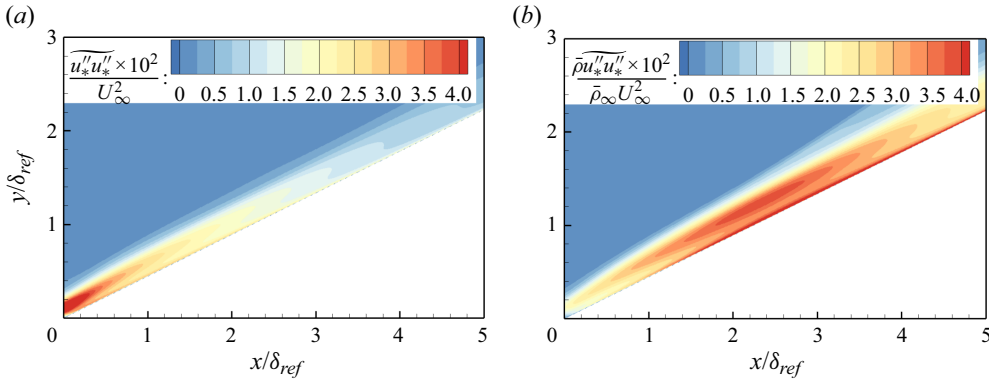 (a)
3
2
1
0
y/δref
u″*u″* × 10²
U²∞
:
0 0.5 1.0 1.5 2.0 2.5 3.0 3.5 4.0
1 2 3 4 5
x/δref
(b)
3
2
1
0
ρ̄u″*u″* × 10²
ρ̄∞U²∞
:
0 0.5 1.0 1.5 2.0 2.5 3.0 3.5 4.0
1 2 3 4 5
x/δref